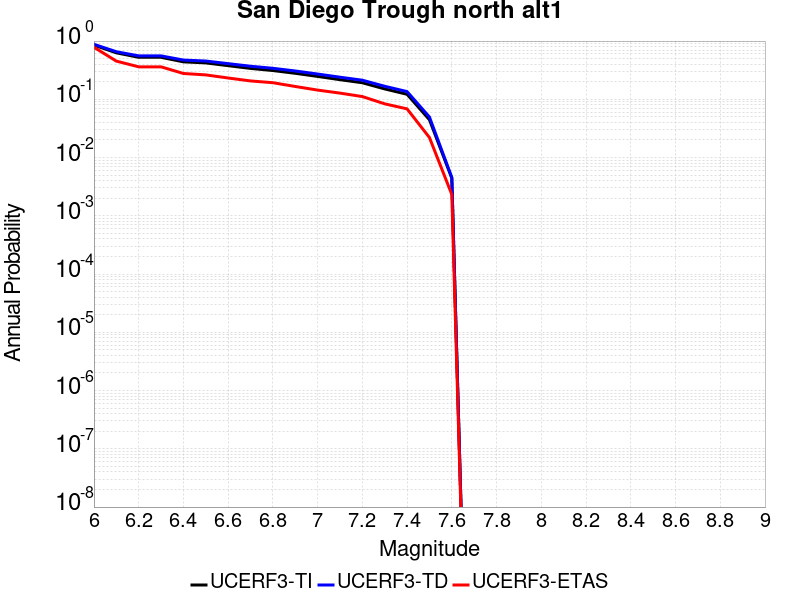 San Diego Trough north alt1
10^0
10^-1
10^-2
10^-3
10^-4
10^-5
10^-6
10^-7
10^-8
Annual Probability
6 6.2 6.4 6.6 6.8 7 7.2 7.4 7.6 7.8 8 8.2 8.4 8.6 8.8 9
Magnitude
UCERF3-TI UCERF3-TD UCERF3-ETAS